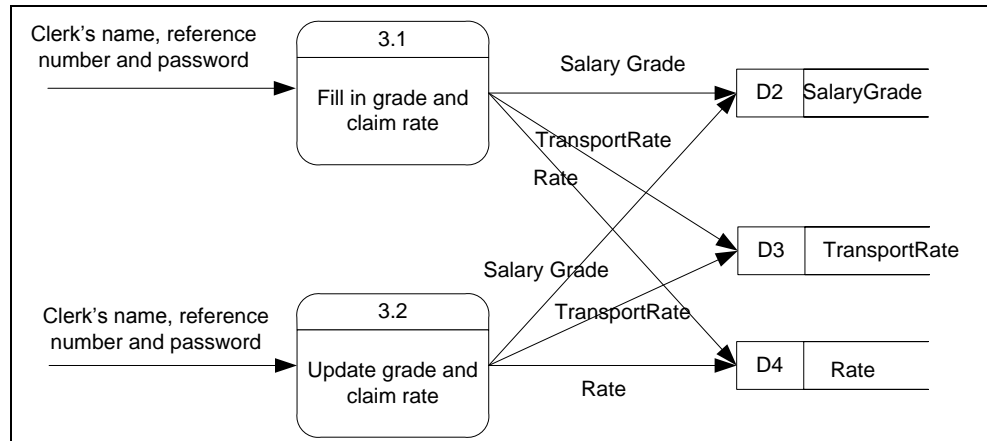 Clerk's name, reference
number and password
3.1
Fill in grade and
claim rate
Salary Grade
TransportRate
Rate
D2
SalaryGrade
D3
TransportRate
Salary Grade
TransportRate
Rate
Clerk's name, reference
number and password
3.2
Update grade and
claim rate
D4
Rate